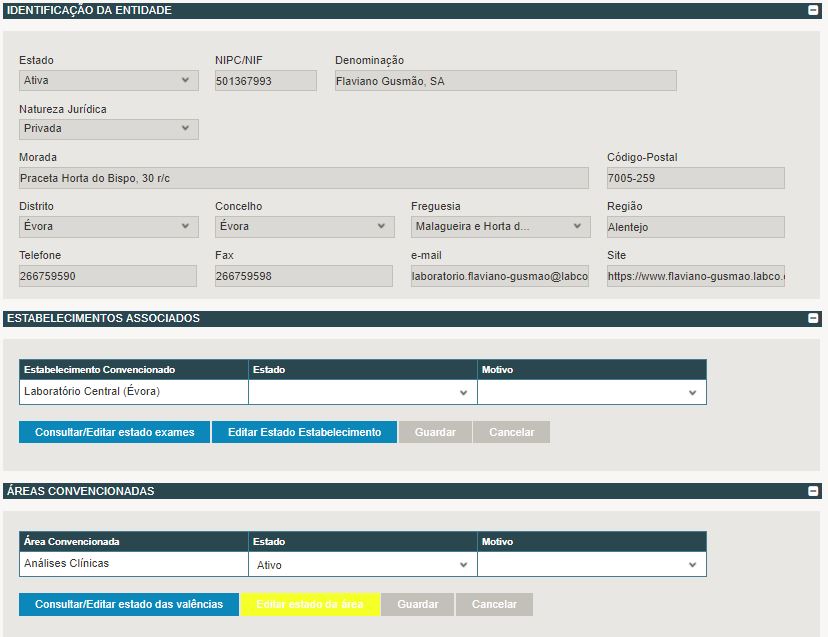 IDENTIFICAÇÃO DA ENTIDADE
Estado NIPC/NIF Denominação
Ativa 501367993 Flaviano Gusmão, SA
Natureza Jurídica
Privada
Morada Código-Postal
Praceta Horta do Bispo, 30 r/c 7005-259
Distrito Concelho Freguesia Região
Évora Évora Malagueira e Horta d... Alentejo
Telefone Fax e-mail Site
266759590 266759598 laboratorio.flaviano-gusmao@labco https://www.flaviano-gusmao.labco.
ESTABELECIMENTOS ASSOCIADOS
Estabelecimento Convencionado Estado Motivo
Laboratório Central (Évora)
Consultar/Editar estado exames Editar Estado Estabelecimento Guardar Cancelar
ÁREAS CONVENCIONADAS
Área Convencionada Estado Motivo
Análises Clínicas Ativo
Consultar/Editar estado das valências Editar estado da área Guardar Cancelar